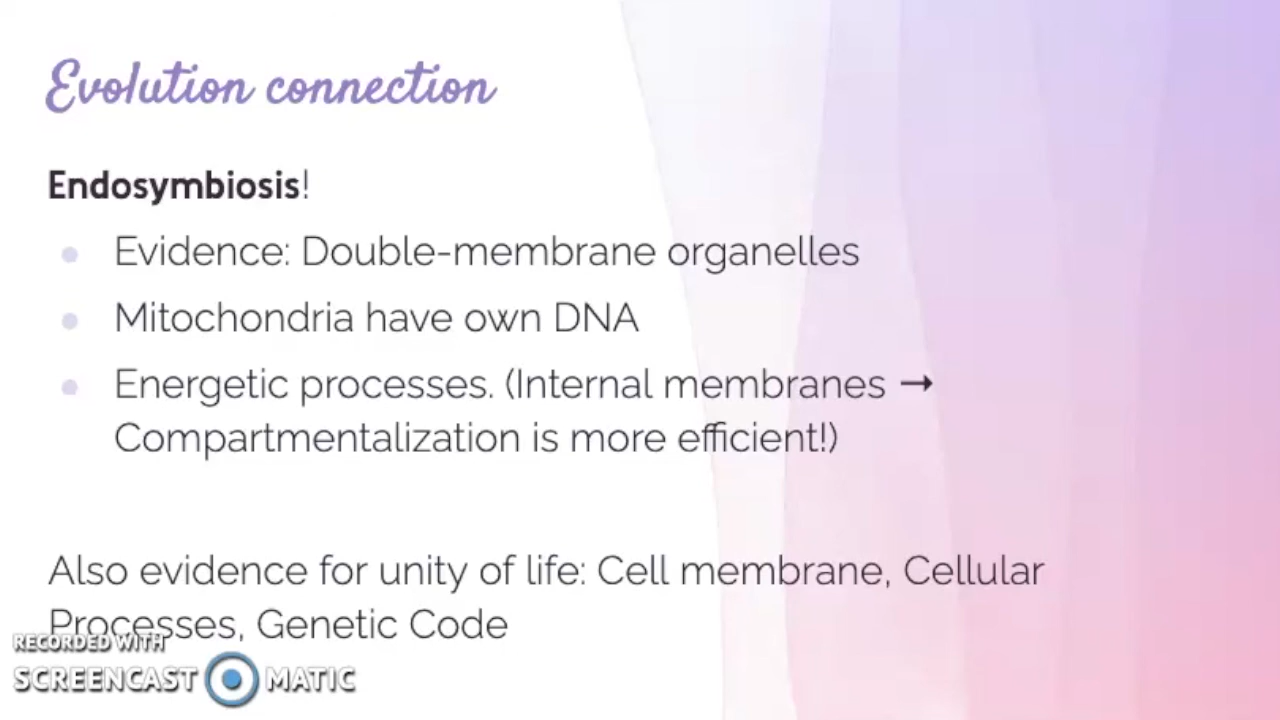 Evolution connection
Endosymbiosis!
Evidence: Double-membrane organelles
Mitochondria have own DNA
Energetic processes. (Internal membranes →
Compartmentalization is more efficient!)
Also evidence for unity of life: Cell membrane, Cellular
Processes, Genetic Code
RECORDED WITH
SCREENCAST MATIC